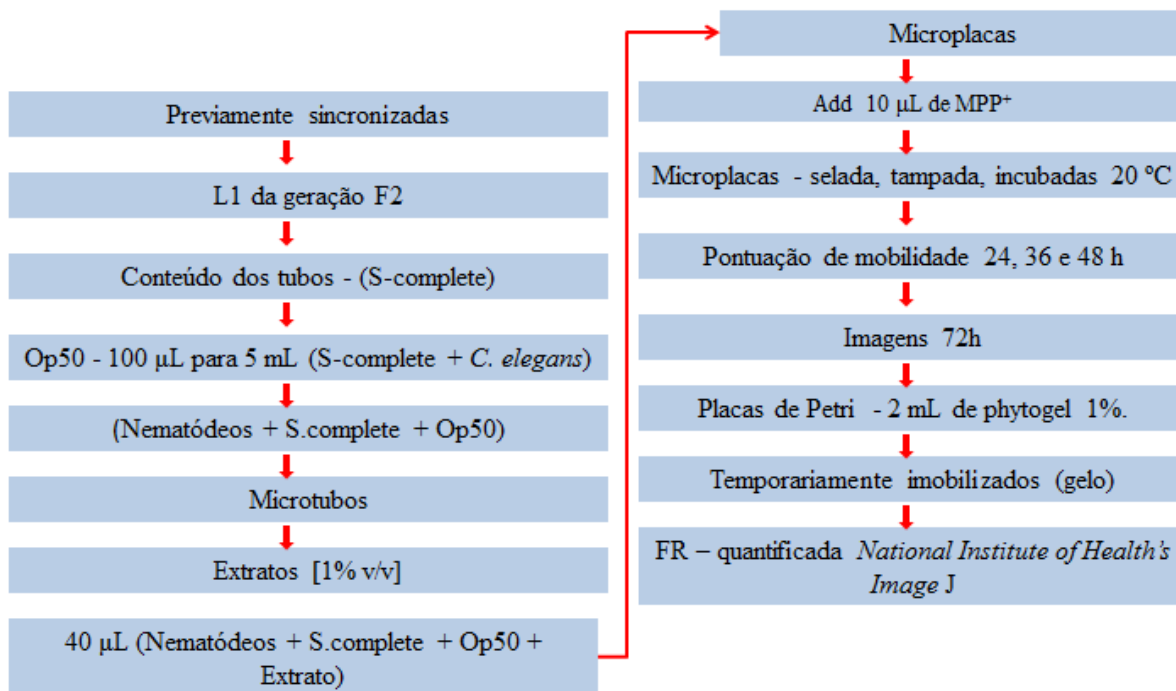 Previamente sincronizadas
L1 da geração F2
Conteúdo dos tubos - (S-complete)
Op50 - 100 µL para 5 mL (S-complete + C. elegans)
(Nematódeos + S.complete + Op50)
Microtubos
Extratos [1% v/v]
40 µL (Nematódeos + S.complete + Op50 +
Extrato)
Microplacas
Add 10 µL de MPP⁺
Microplacas - selada, tampada, incubadas 20 ºC
Pontuação de mobilidade 24, 36 e 48 h
Imagens 72h
Placas de Petri - 2 mL de phytogel 1%.
Temporariamente imobilizados (gelo)
FR – quantificada National Institute of Health’s
Image J